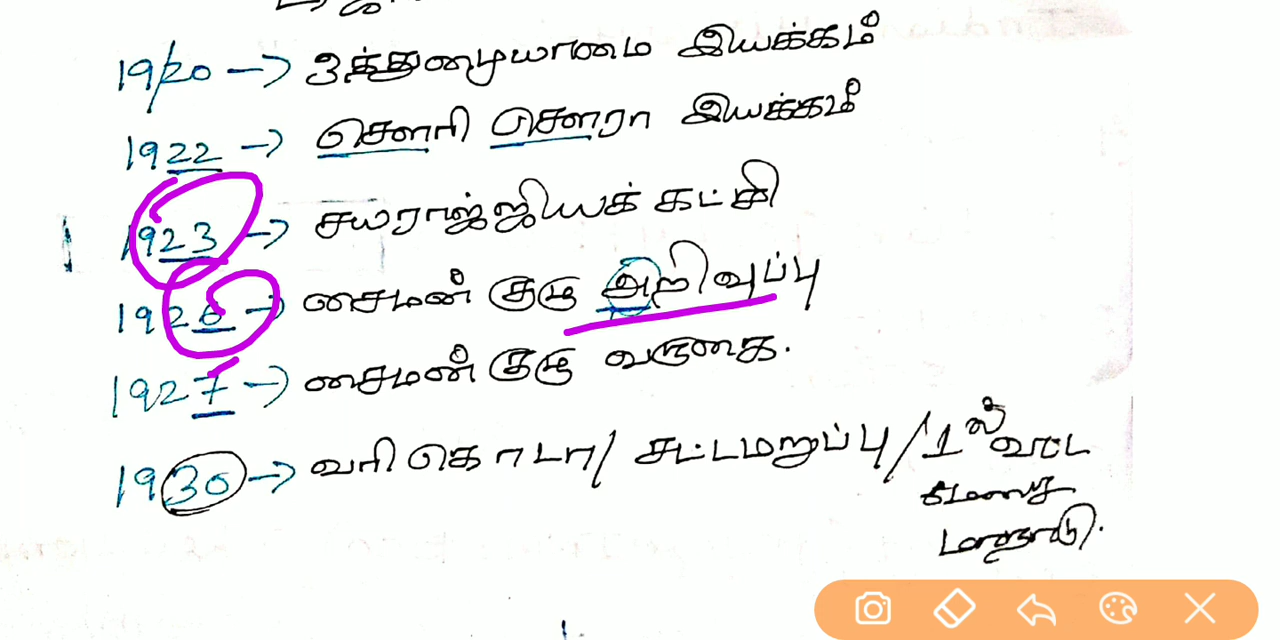 1920 → ஒத்துழையாமை இயக்கம்
1922 → சௌரி சௌரா இயக்கம்
1923 → சுயராஜ்ஜியக் கட்சி
1926 → சைமன் குழு அறிவுப்பு
1927 → சைமன் குழு வருகை.
1930 → வரி கொடா / சட்டமறுப்பு / 1ல் வட்ட
மேசை
மாநாடு.